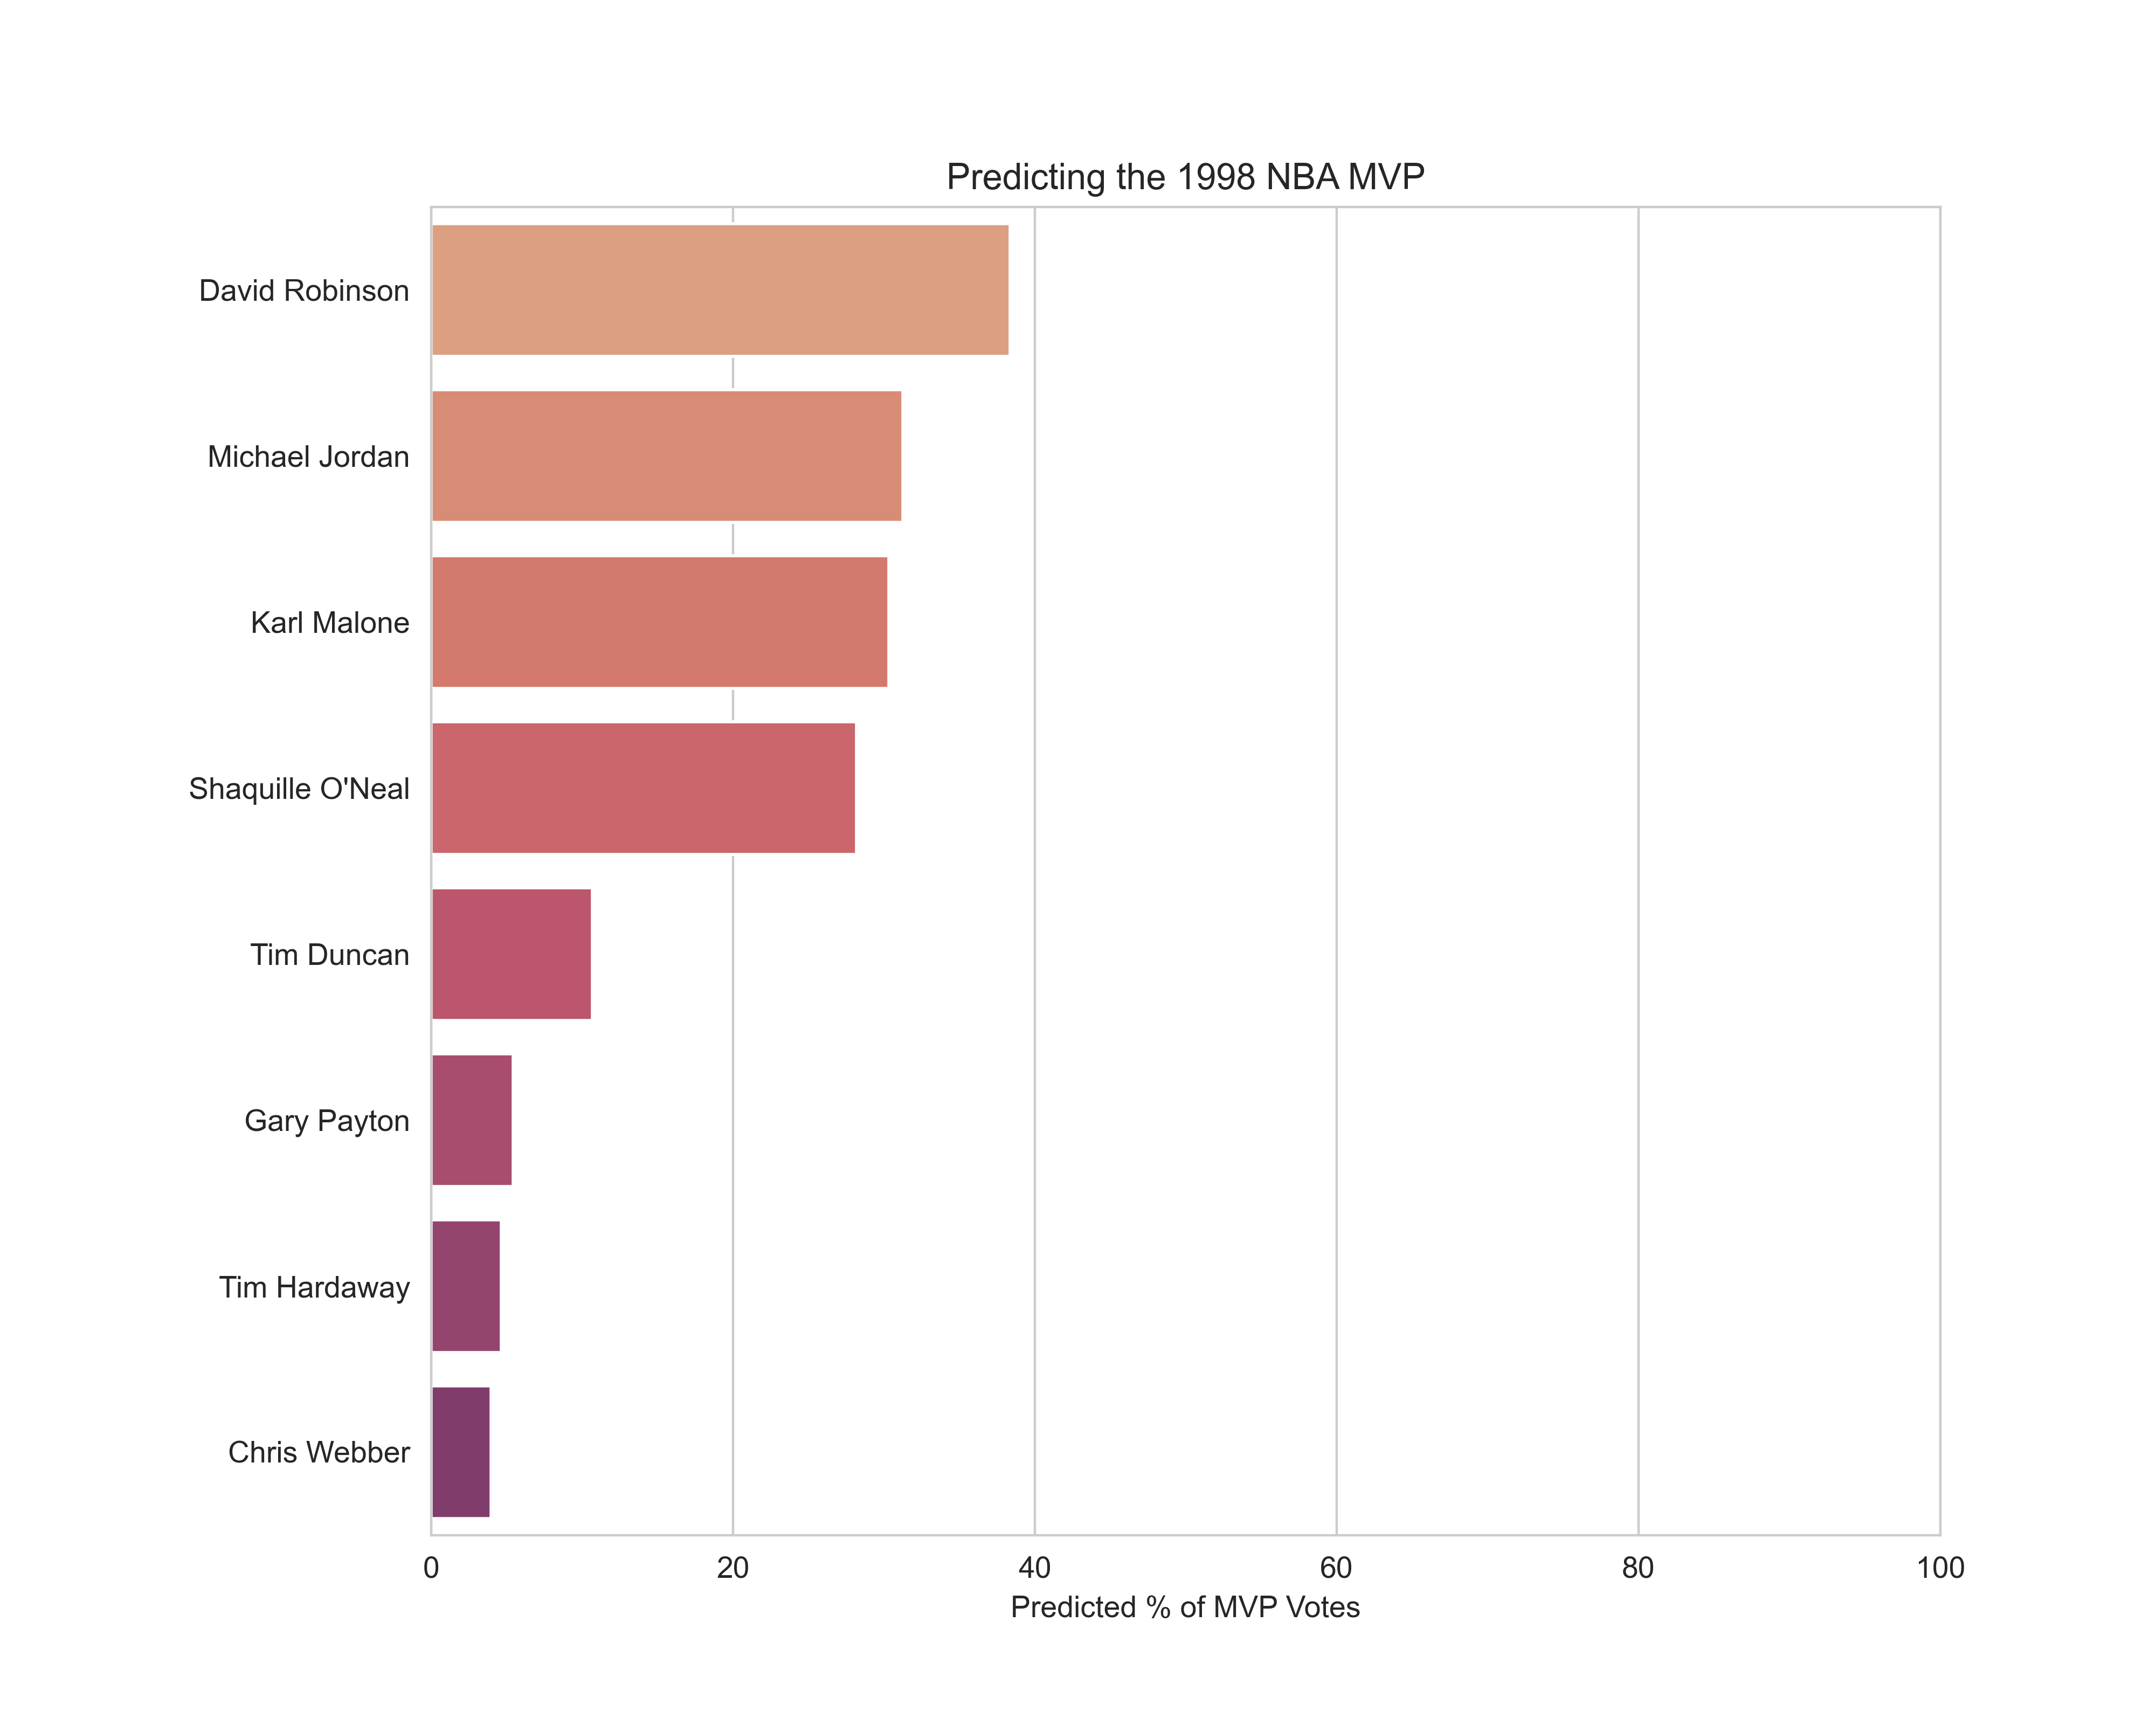 Predicting the 1998 NBA MVP
David Robinson
Michael Jordan
Karl Malone
Shaquille O'Neal
Tim Duncan
Gary Payton
Tim Hardaway
Chris Webber
0 20 40 60 80 100
Predicted % of MVP Votes